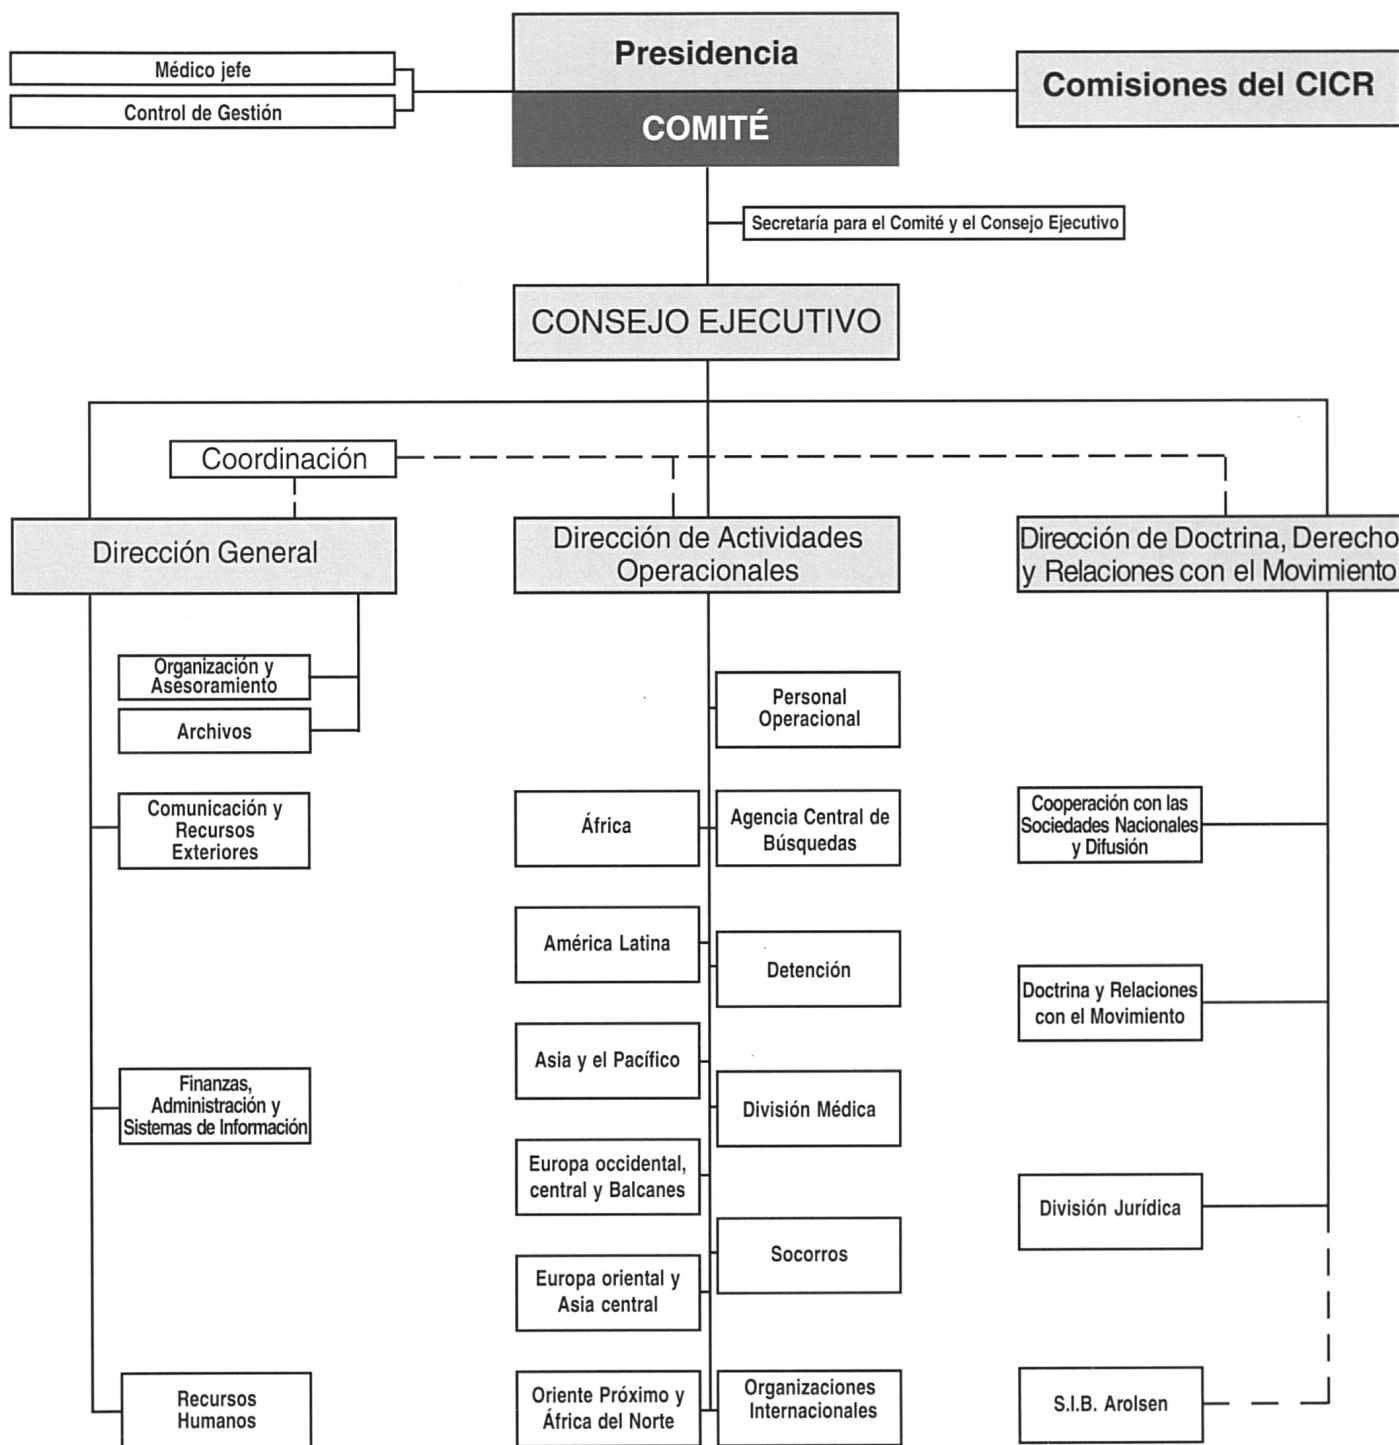 Presidencia
COMITÉ
Médico jefe
Control de Gestión
Comisiones del CICR
Secretaría para el Comité y el Consejo Ejecutivo
CONSEJO EJECUTIVO
Coordinación
Dirección General
Organización y
Asesoramiento
Archivos
Comunicación y
Recursos
Exteriores
Finanzas,
Administración y
Sistemas de Información
Recursos
Humanos
Dirección de Actividades
Operacionales
Personal
Operacional
África
Agencia Central de
Búsquedas
América Latina
Detención
Asia y el Pacífico
División Médica
Europa occidental,
central y Balcanes
Socorros
Europa oriental y
Asia central
Oriente Próximo y
África del Norte
Organizaciones
Internacionales
Dirección de Doctrina, Derecho
y Relaciones con el Movimiento
Cooperación con las
Sociedades Nacionales
y Difusión
Doctrina y Relaciones
con el Movimiento
División Jurídica
S.I.B. Arolsen